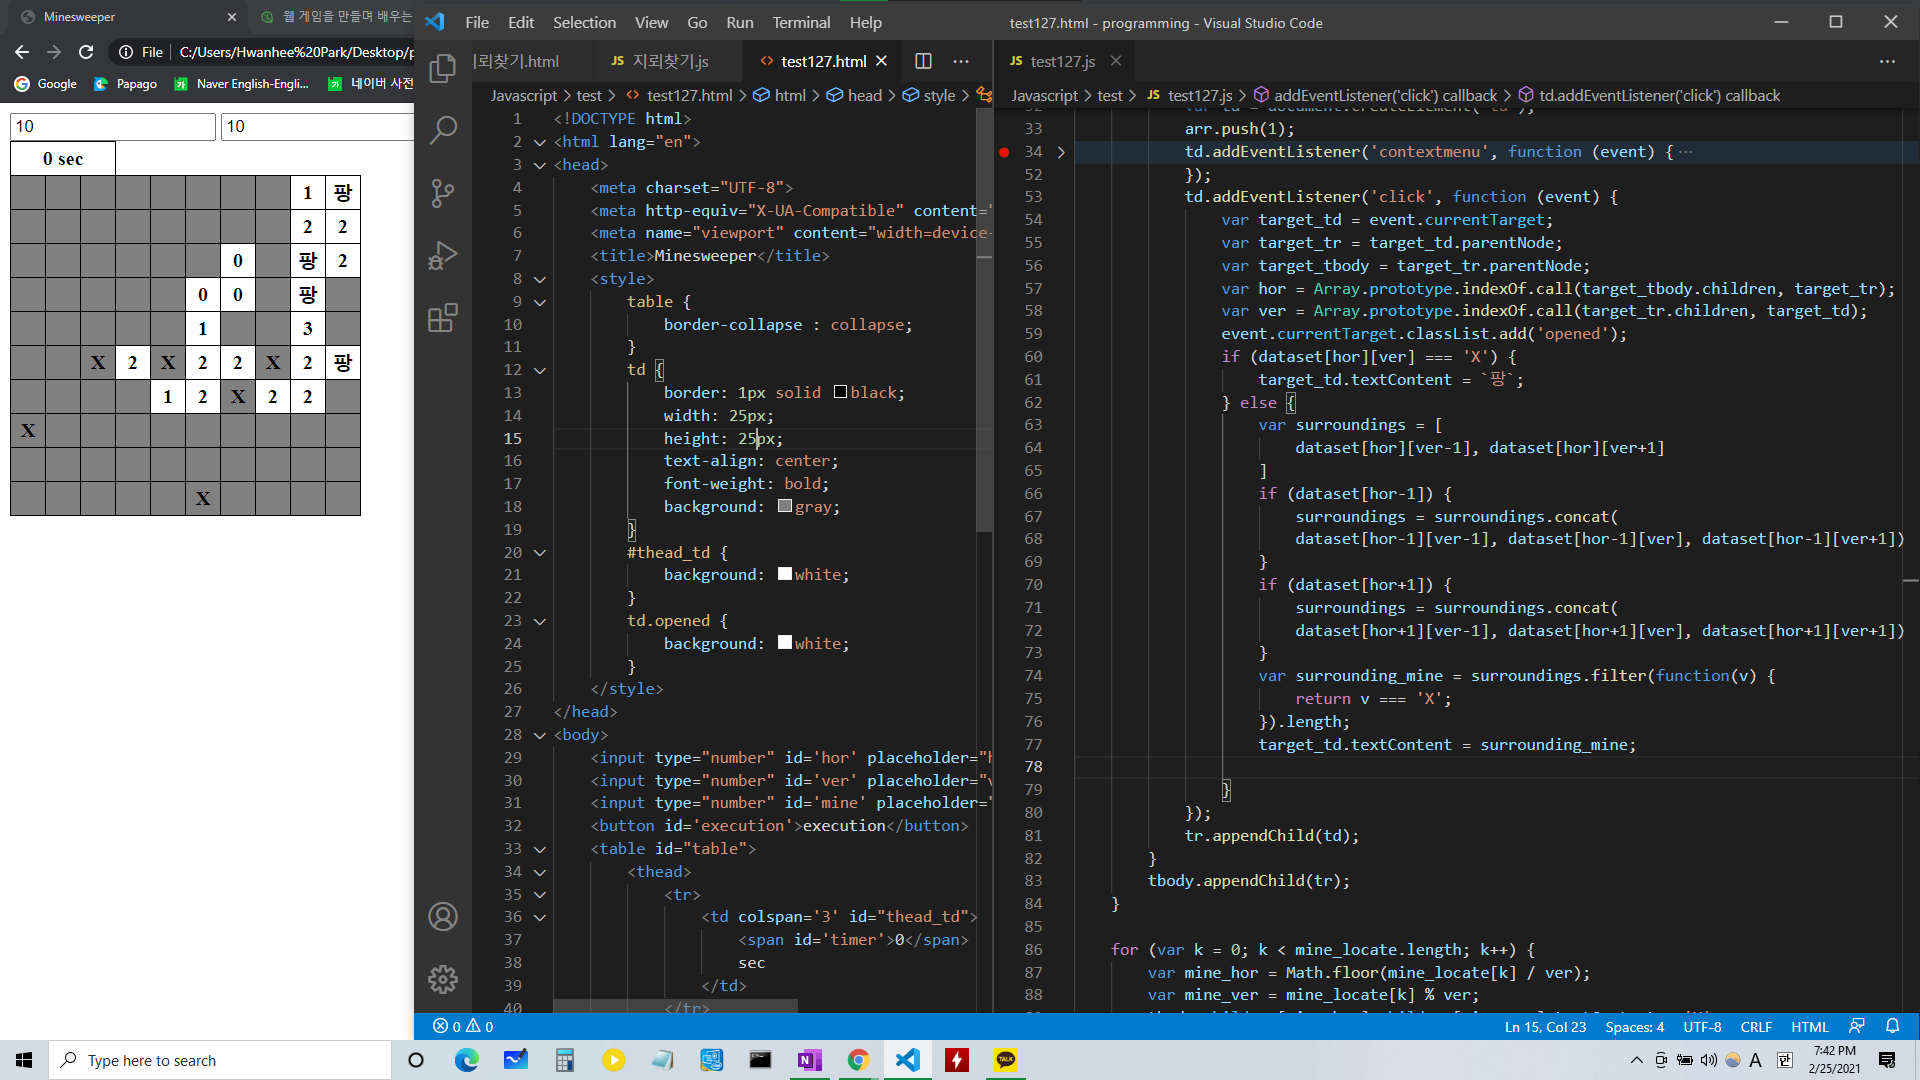 Minesweeper
웹 게임을 만들며 배우는
File C:/Users/Hwanhee%20Park/Desktop/p
Google Papago Naver English-Engli... 네이버 사전
10 10
0 sec
1 팡
2 2
0 팡 2
0 0 팡
1 3
X 2 X 2 2 X 2 팡
1 2 X 2 2
X
X
File Edit Selection View Go Run Terminal Help
test127.html - programming - Visual Studio Code
뢰찾기.html JS 지뢰찾기.js test127.html
Javascript > test > test127.html > html > head > style >
1 <!DOCTYPE html>
2 <html lang="en">
3 <head>
4 <meta charset="UTF-8">
5 <meta http-equiv="X-UA-Compatible" content="
6 <meta name="viewport" content="width=device-
7 <title>Minesweeper</title>
8 <style>
9 table {
10 border-collapse : collapse;
11 }
12 td {
13 border: 1px solid black;
14 width: 25px;
15 height: 25px;
16 text-align: center;
17 font-weight: bold;
18 background: gray;
19 }
20 #thead_td {
21 background: white;
22 }
23 td.opened {
24 background: white;
25 }
26 </style>
27 </head>
28 <body>
29 <input type="number" id='hor' placeholder="h
30 <input type="number" id='ver' placeholder="v
31 <input type="number" id='mine' placeholder="
32 <button id='execution'>execution</button>
33 <table id="table">
34 <thead>
35 <tr>
36 <td colspan='3' id="thead_td">
37 <span id='timer'>0</span>
38 sec
39 </td>
40 </tr>
JS test127.js
Javascript > test > JS test127.js > addEventListener('click') callback > td.addEventListener('click') callback
33 arr.push(1);
34 td.addEventListener('contextmenu', function (event) { ...
52 });
53 td.addEventListener('click', function (event) {
54 var target_td = event.currentTarget;
55 var target_tr = target_td.parentNode;
56 var target_tbody = target_tr.parentNode;
57 var hor = Array.prototype.indexOf.call(target_tbody.children, target_tr);
58 var ver = Array.prototype.indexOf.call(target_tr.children, target_td);
59 event.currentTarget.classList.add('opened');
60 if (dataset[hor][ver] === 'X') {
61 target_td.textContent = `팡`;
62 } else {
63 var surroundings = [
64 dataset[hor][ver-1], dataset[hor][ver+1]
65 ]
66 if (dataset[hor-1]) {
67 surroundings = surroundings.concat(
68 dataset[hor-1][ver-1], dataset[hor-1][ver], dataset[hor-1][ver+1])
69 }
70 if (dataset[hor+1]) {
71 surroundings = surroundings.concat(
72 dataset[hor+1][ver-1], dataset[hor+1][ver], dataset[hor+1][ver+1])
73 }
74 var surrounding_mine = surroundings.filter(function(v) {
75 return v === 'X';
76 }).length;
77 target_td.textContent = surrounding_mine;
78
79 }
80 });
81 tr.appendChild(td);
82 }
83 tbody.appendChild(tr);
84 }
85
86 for (var k = 0; k < mine_locate.length; k++) {
87 var mine_hor = Math.floor(mine_locate[k] / ver);
88 var mine_ver = mine_locate[k] % ver;
0 0
Ln 15, Col 23 Spaces: 4 UTF-8 CRLF HTML
Type here to search
N
TALK
A 한
7:42 PM
2/25/2021